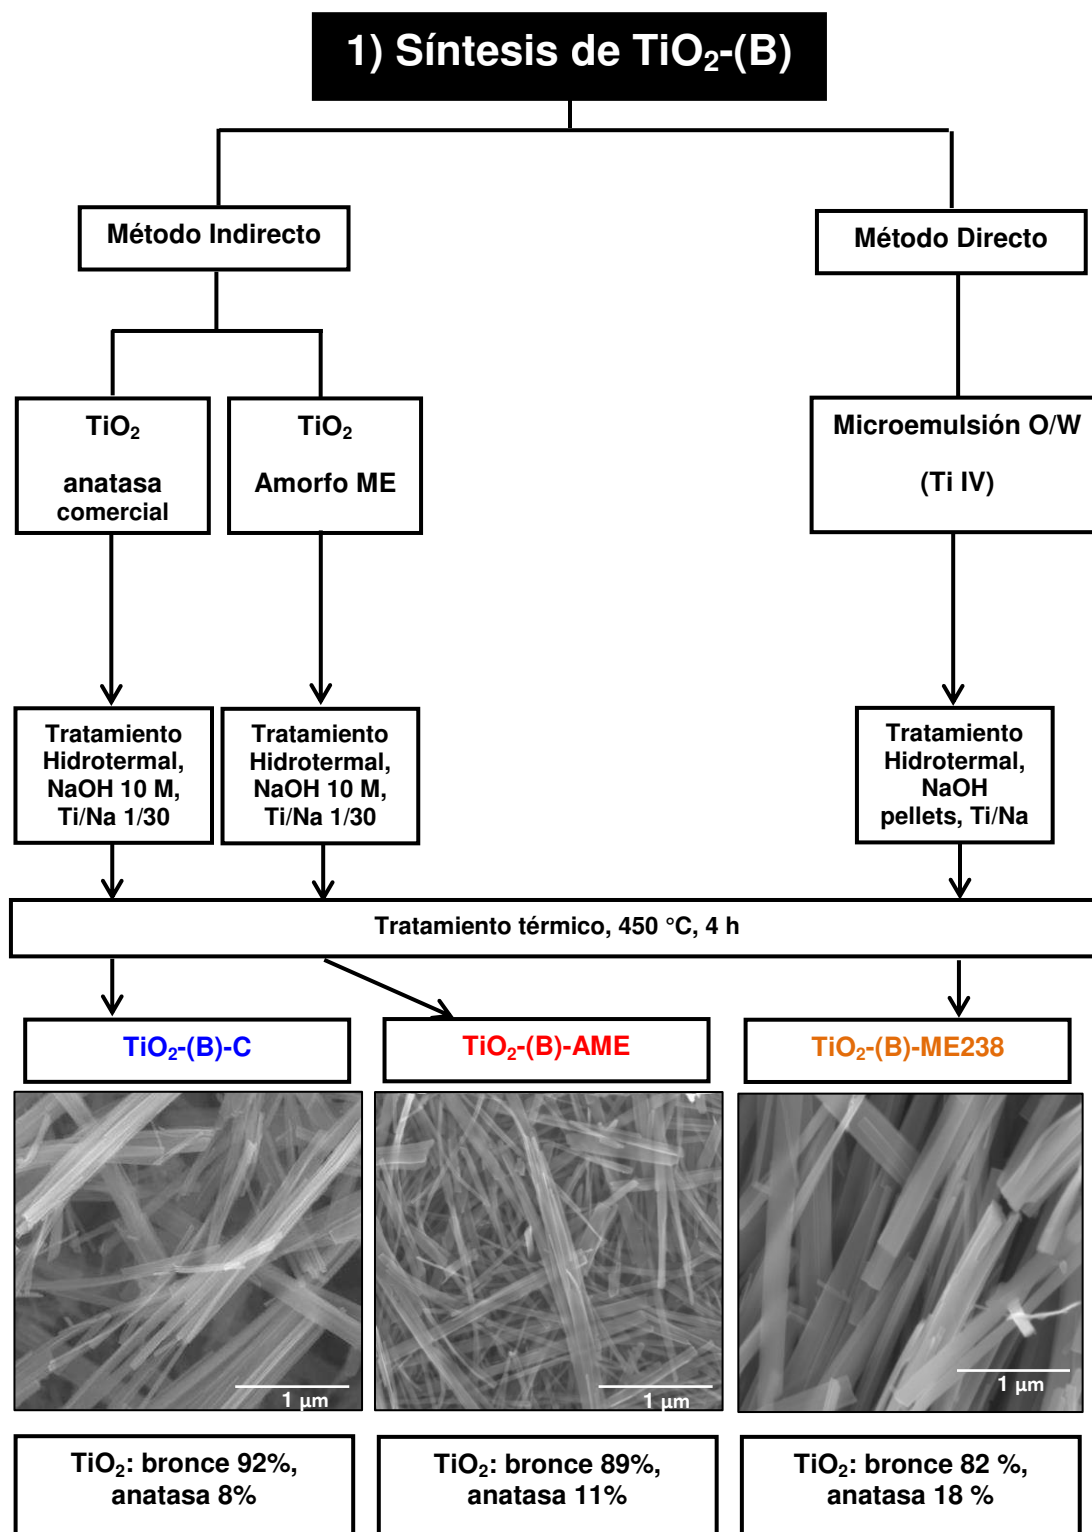 1) Síntesis de TiO₂-(B)
Método Indirecto
Método Directo
TiO₂
anatasa
comercial
TiO₂
Amorfo ME
Microemulsión O/W
(Ti IV)
Tratamiento
Hidrotermal,
NaOH 10 M,
Ti/Na 1/30
Tratamiento
Hidrotermal,
NaOH 10 M,
Ti/Na 1/30
Tratamiento
Hidrotermal,
NaOH
pellets, Ti/Na
Tratamiento térmico, 450 °C, 4 h
TiO₂-(B)-C
TiO₂-(B)-AME
TiO₂-(B)-ME238
1 µm
1 µm
1 µm
TiO₂: bronce 92%,
anatasa 8%
TiO₂: bronce 89%,
anatasa 11%
TiO₂: bronce 82 %,
anatasa 18 %